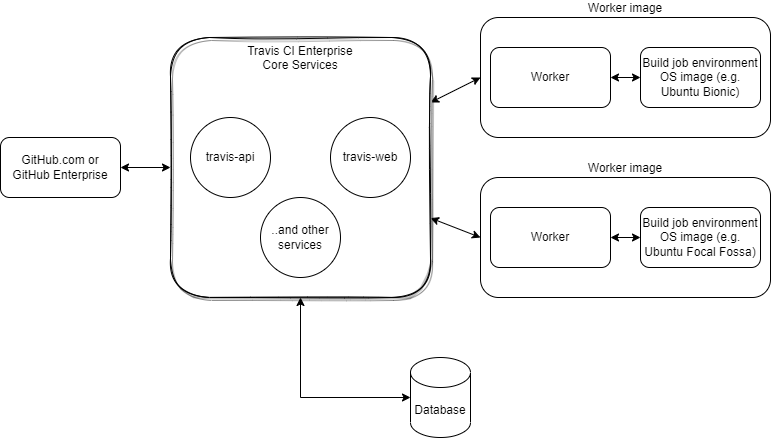 Worker image
Travis CI Enterprise
Core Services
Worker
Build job environment
OS image (e.g.
Ubuntu Bionic)
travis-api
travis-web
GitHub.com or
GitHub Enterprise
Worker image
..and other
services
Worker
Build job environment
OS image (e.g.
Ubuntu Focal Fossa)
Database